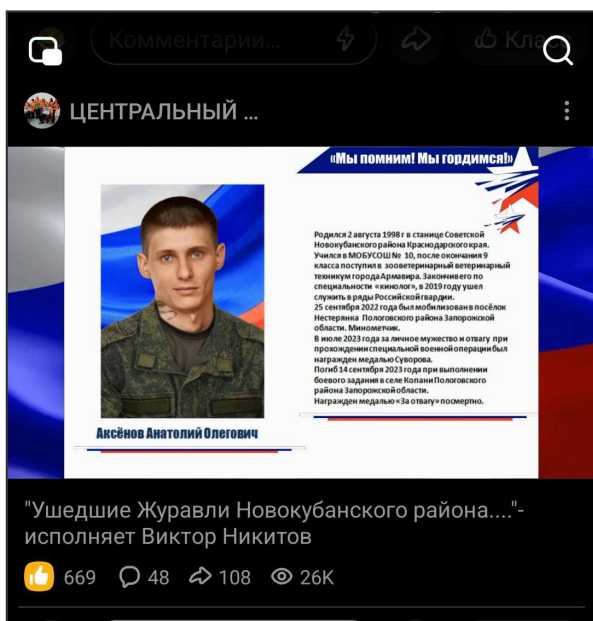 Комментарии...
Класс
ЦЕНТРАЛЬНЫЙ ...
«Мы помним! Мы гордимся!»
Родился 2 августа 1998 г в станице Советской
Новокубанского района Краснодарского края.
Учился в МОБУСОШ № 10, после окончания 9
класса поступил в зооветеринарный ветеринарный
техникум города Армавира. Закончив его по
специальности «кинолог», в 2019 году ушел
служить в ряды Российской гвардии.
25 сентября 2022 года был мобилизован в посёлок
Нестерянка Пологовского района Запорожской
области. Минометчик.
В июле 2023 года за личное мужество и отвагу при
прохождении специальной военной операции был
награжден медалью Суворова.
Погиб 14 сентября 2023 года при выполнении
боевого задания в селе Копани Пологовского
района Запорожской области.
Награжден медалью «За отвагу» посмертно.
Аксёнов Анатолий Олегович
"Ушедшие Журавли Новокубанского района...."-
исполняет Виктор Никитов
669 48 108 26K